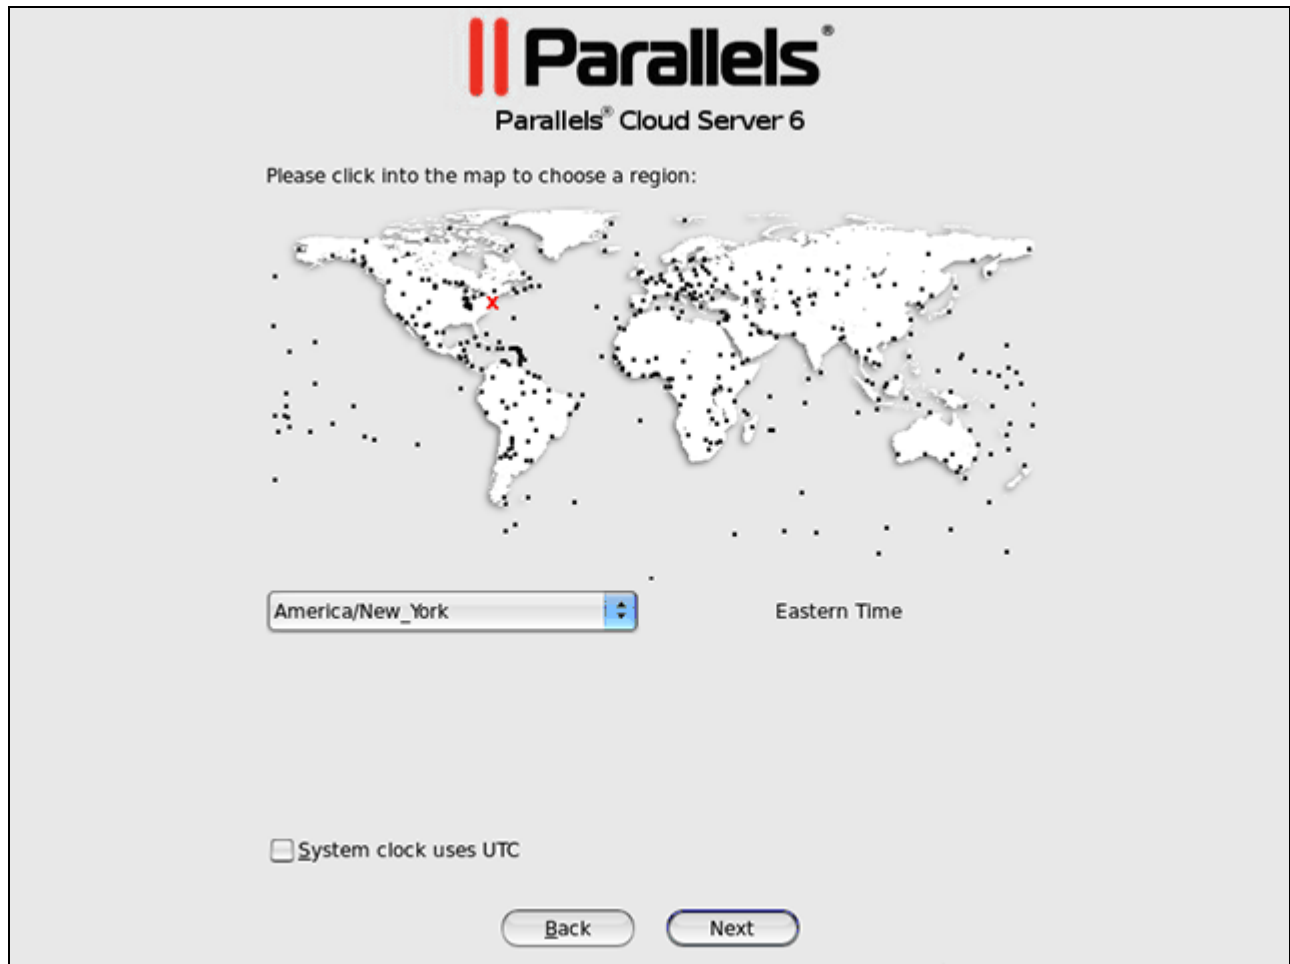 Parallels®
Parallels® Cloud Server 6
Please click into the map to choose a region:
x
America/New_York
Eastern Time
System clock uses UTC
Back
Next